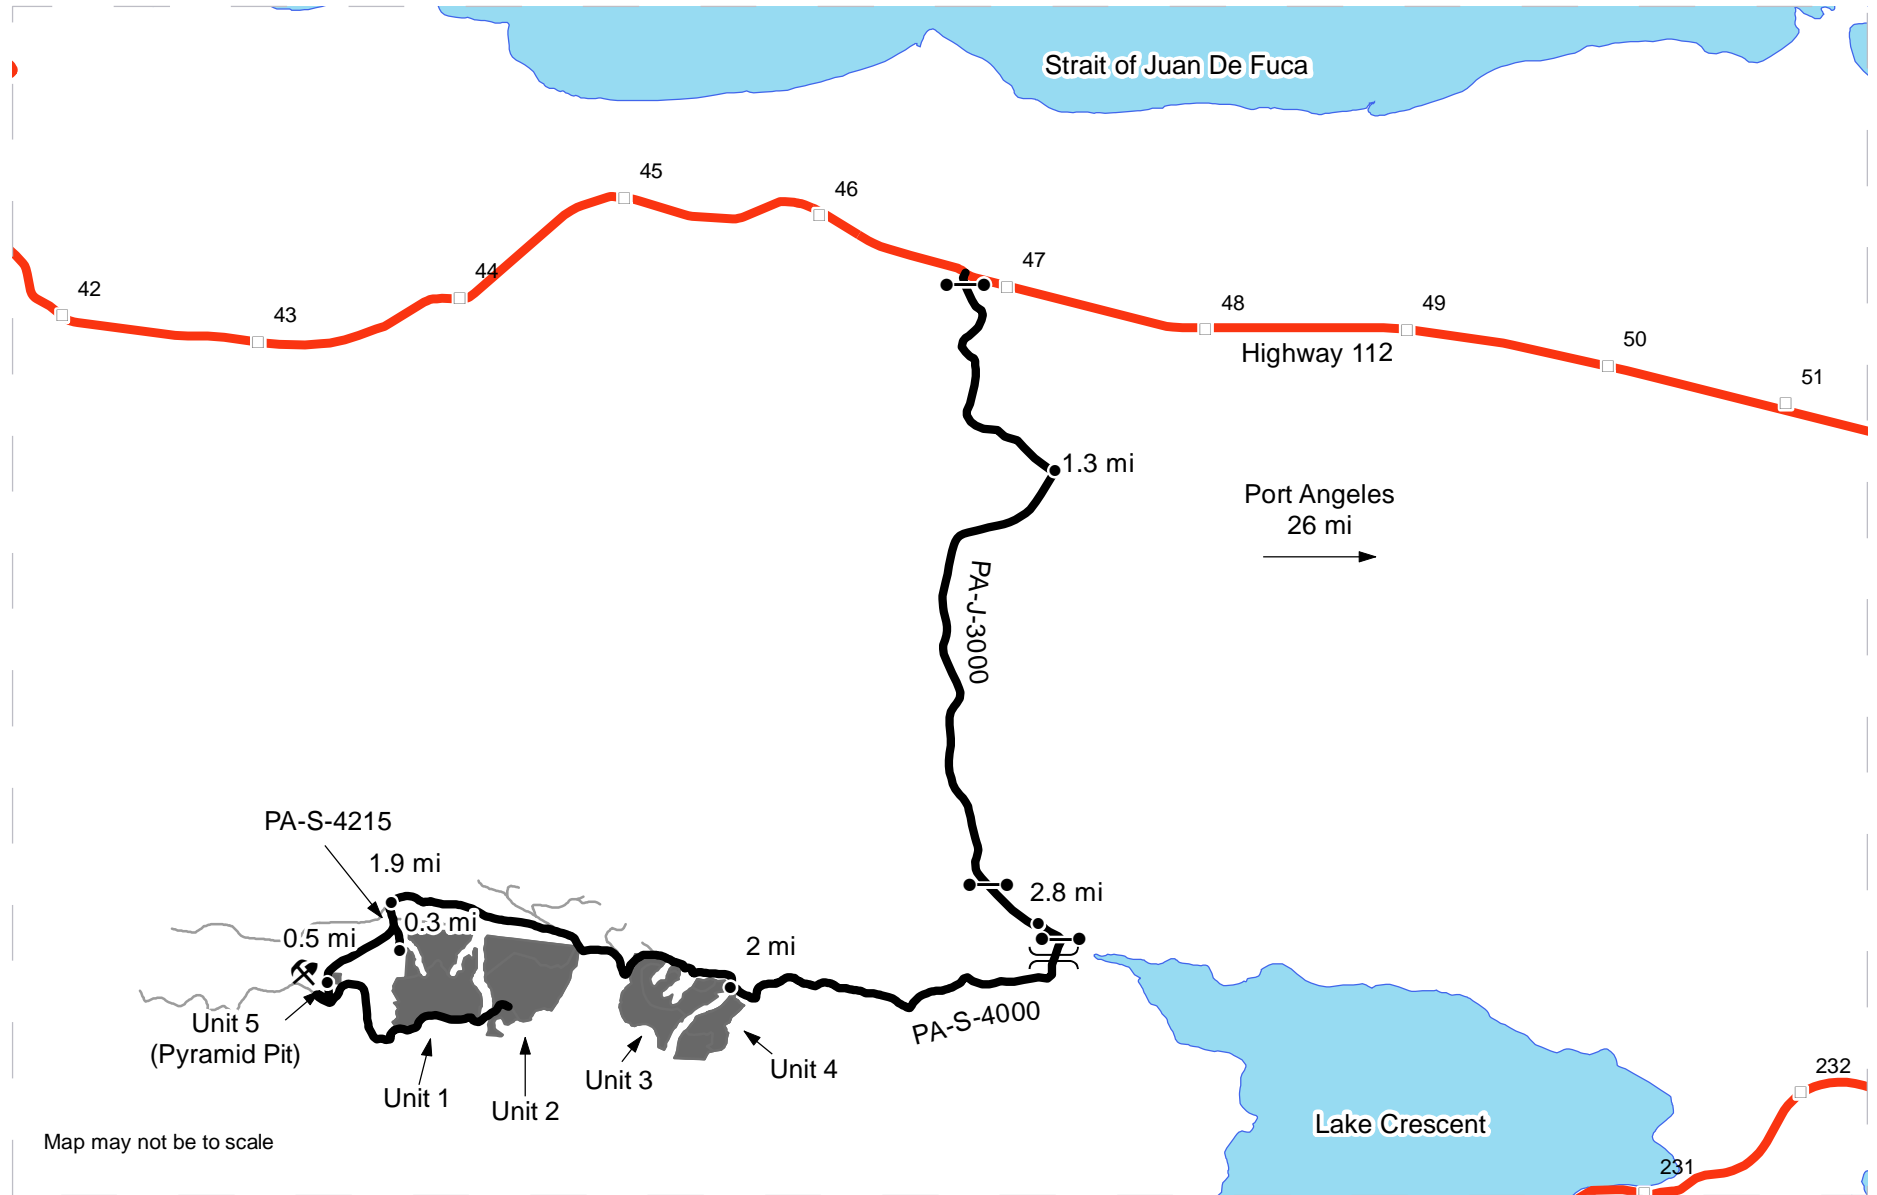 Strait of Juan De Fuca
45
46
47
44
42
43
48
49
50
51
Highway 112
1.3 mi
Port Angeles
26 mi
PA-J-3000
PA-S-4215
1.9 mi
2.8 mi
0.3 mi
0.5 mi
2 mi
PA-S-4000
Unit 5
(Pyramid Pit)
Unit 1
Unit 2
Unit 3
Unit 4
Lake Crescent
232
231
Map may not be to scale